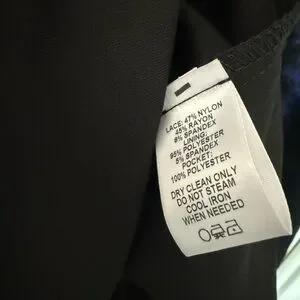 LACE: 47% NYLON
45% RAYON
8% SPANDEX
LINING:
95% POLYESTER
5% SPANDEX
POCKET:
100% POLYESTER
DRY CLEAN ONLY
DO NOT STEAM
COOL IRON
WHEN NEEDED